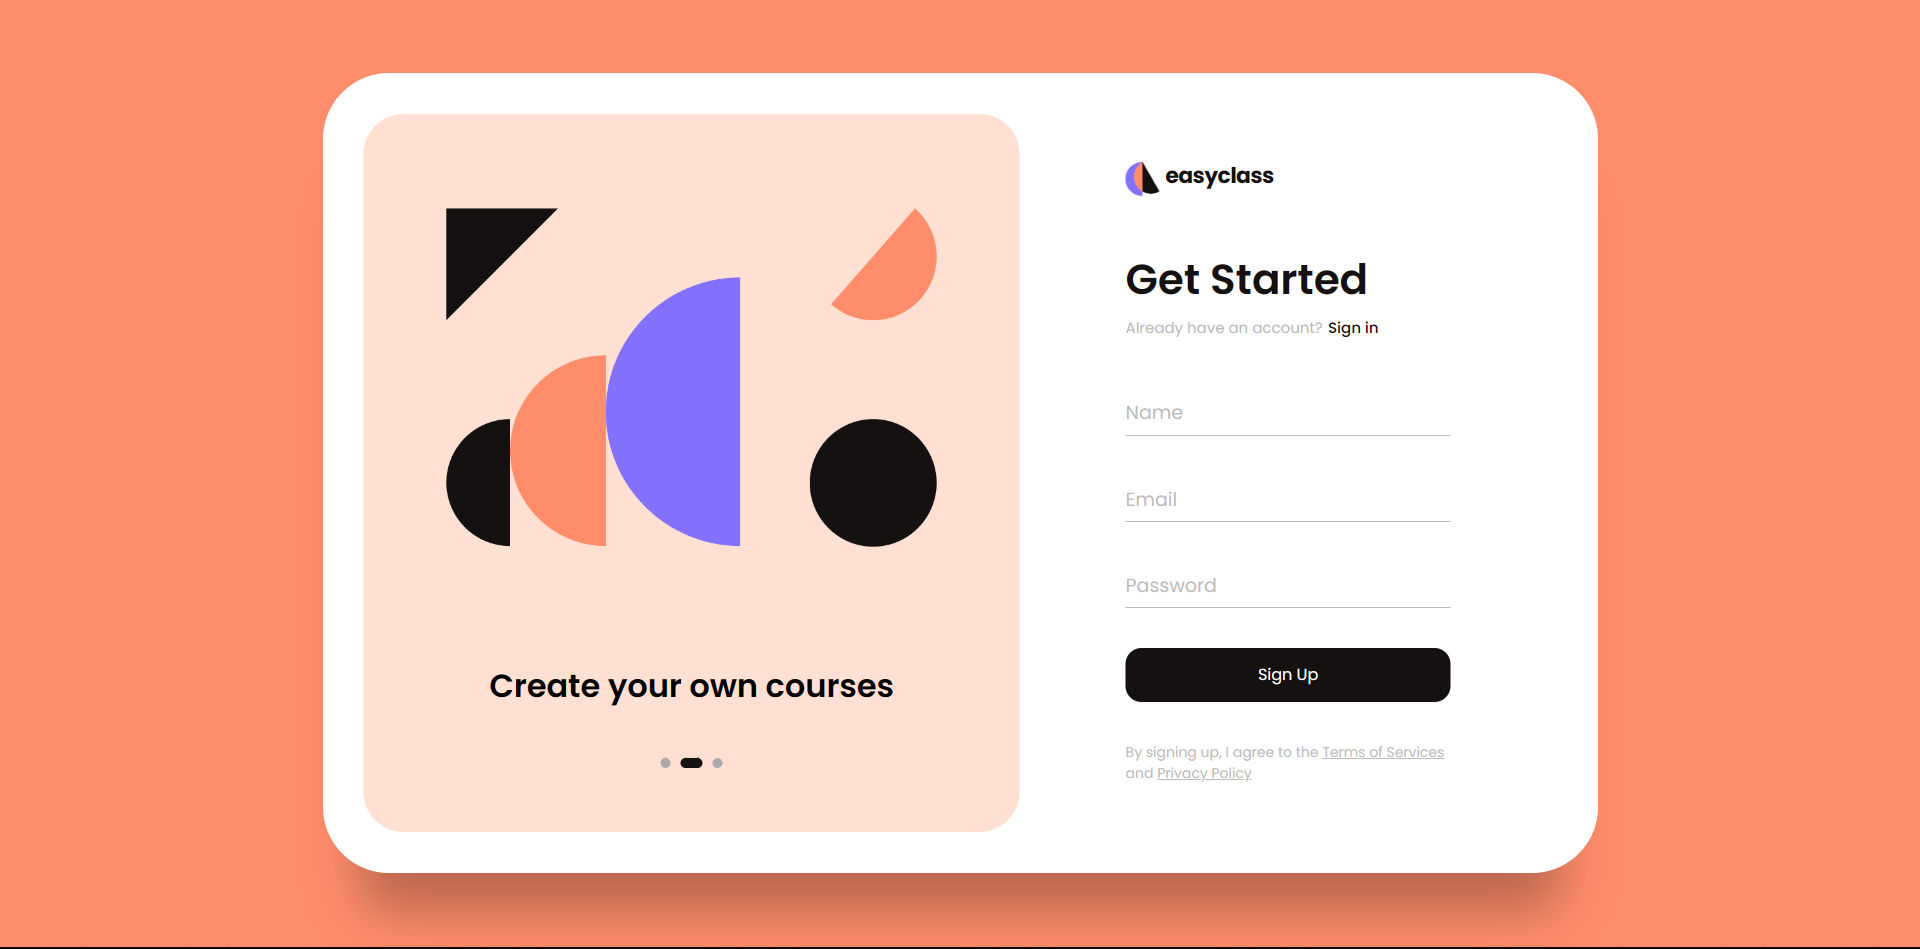 easyclass
Get Started
Already have an account? Sign in
Name
Email
Password
Sign Up
By signing up, I agree to the Terms of Services
and Privacy Policy
Create your own courses